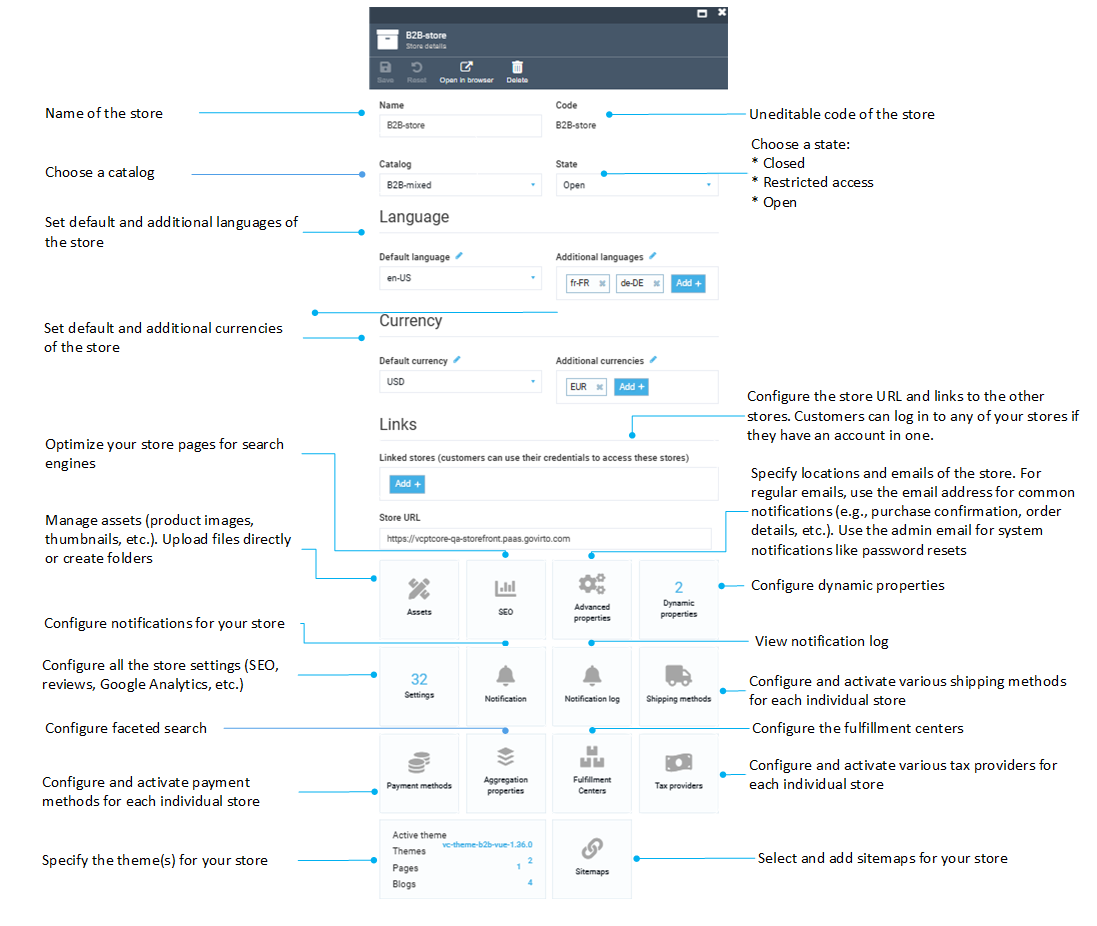 B2B-store
Store details
Save
Reset
Open in browser
Delete
Name of the store
Name
B2B-store
Code
B2B-store
Uneditable code of the store
Choose a catalog
Catalog
B2B-mixed
State
Open
Choose a state:
* Closed
* Restricted access
* Open
Set default and additional languages of
the store
Language
Default language
en-US
Additional languages
fr-FR
de-DE
Add +
Set default and additional currencies
of the store
Currency
Default currency
USD
Additional currencies
EUR
Add +
Configure the store URL and links to the other
stores. Customers can log in to any of your stores if
they have an account in one.
Links
Linked stores (customers can use their credentials to access these stores)
Add +
Optimize your store pages for search
engines
Specify locations and emails of the store. For
regular emails, use the email address for common
notifications (e.g., purchase confirmation, order
details, etc.). Use the admin email for system
notifications like password resets
Store URL
https://vcptcore-qa-storefront.paas.govirto.com
Manage assets (product images,
thumbnails, etc.). Upload files directly
or create folders
Assets
SEO
Advanced
properties
2
Dynamic
properties
Configure dynamic properties
Configure notifications for your store
View notification log
Configure all the store settings (SEO,
reviews, Google Analytics, etc.)
32
Settings
Notification
Notification log
Shipping methods
Configure and activate various shipping methods
for each individual store
Configure faceted search
Configure the fulfillment centers
Configure and activate payment
methods for each individual store
Payment methods
Aggregation
properties
Fulfillment
Centers
Tax providers
Configure and activate various tax providers for
each individual store
Specify the theme(s) for your store
Active theme
vc-theme-b2b-vue-1.36.0
Themes
2
Pages
1
Blogs
4
Sitemaps
Select and add sitemaps for your store